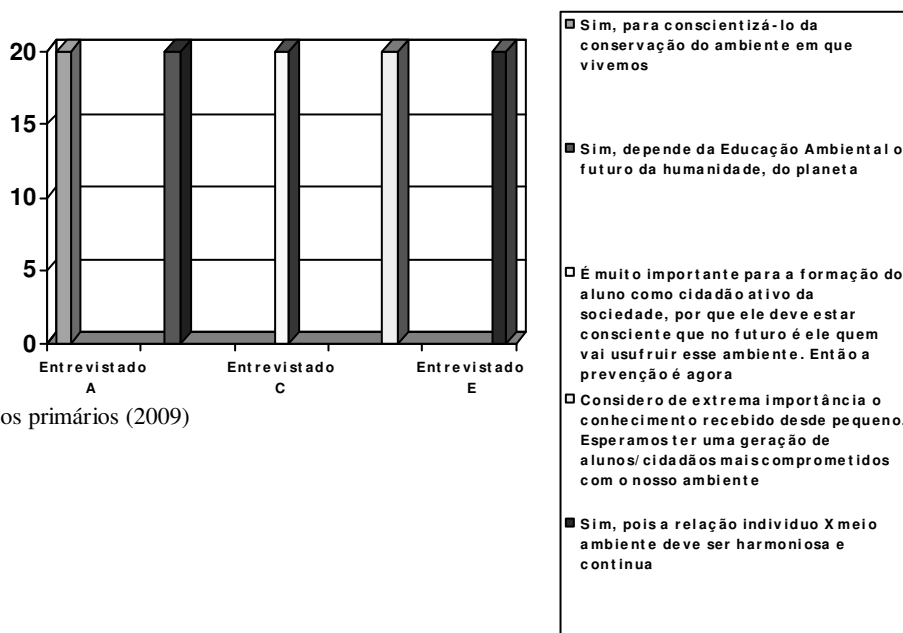 20
15
10
5
0
Entrevistado A
Entrevistado C
Entrevistado E
os primários (2009)
Sim, para conscientizá-lo da
conservação do ambiente em que
vivemos
Sim, depende da Educação Ambiental o
futuro da humanidade, do planeta
É muito importante para a formação do
aluno como cidadão ativo da
sociedade, por que ele deve estar
consciente que no futuro é ele quem
vai usufruir esse ambiente. Então a
prevenção é agora
Considero de extrema importância o
conhecimento recebido desde pequeno.
Esperamos ter uma geração de
alunos/cidadãos mais comprometidos
com o nosso ambiente
Sim, pois a relação individuo X meio
ambiente deve ser harmoniosa e
continua